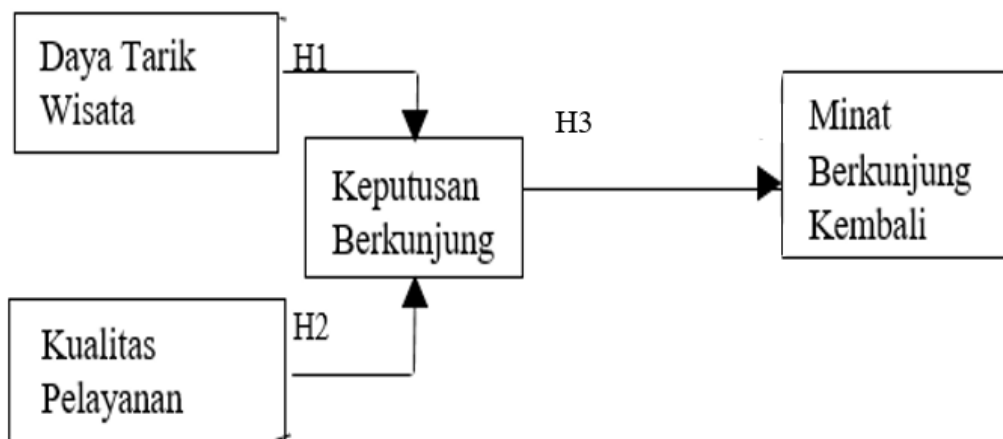 Daya Tarik
Wisata
H1
H3
Keputusan
Berkunjung
Minat
Berkunjung
Kembali
H2
Kualitas
Pelayanan